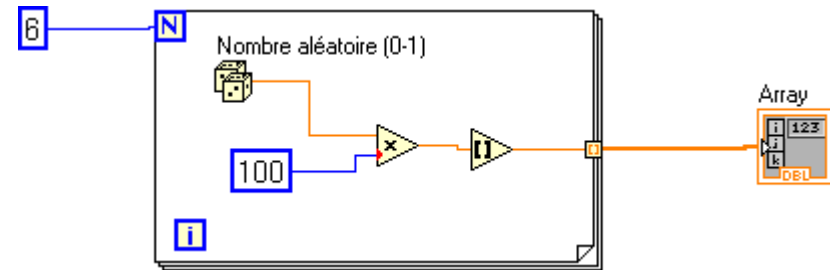 6
N
Nombre aléatoire (0-1)
Array
i
123
j
k
DBL
x
[]
[]
100
i